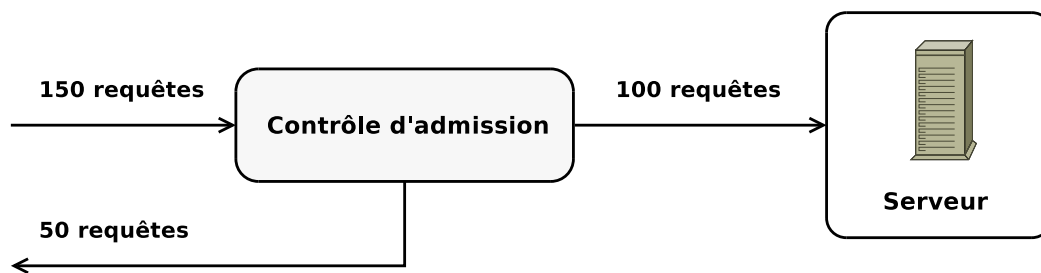 150 requêtes
Contrôle d'admission
100 requêtes
Serveur
50 requêtes